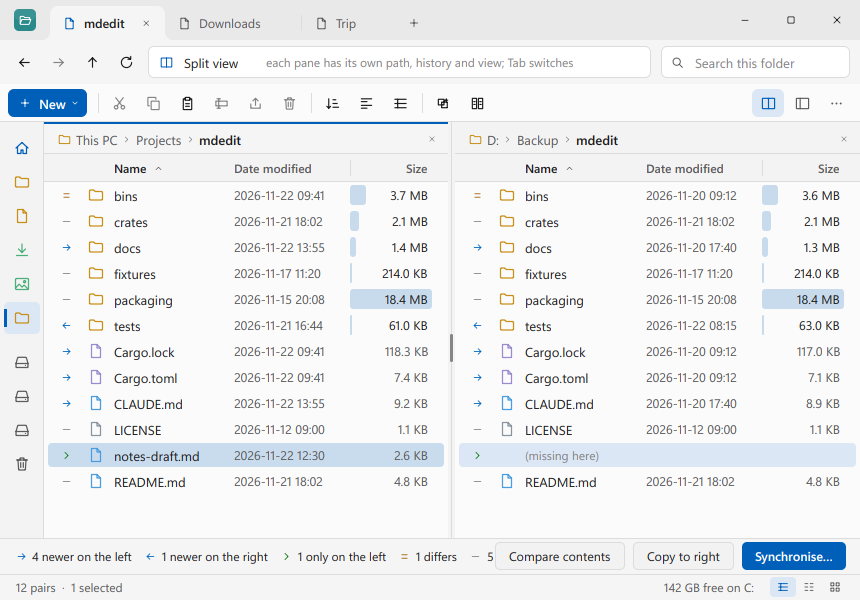 mdedit
Downloads
Trip
Split view each pane has its own path, history and view; Tab switches
Search this folder
New
This PC > Projects > mdedit
D: > Backup > mdedit
Name Date modified Size
Name Date modified Size
= bins 2026-11-22 09:41 3.7 MB
= bins 2026-11-20 09:12 3.6 MB
– crates 2026-11-21 18:02 2.1 MB
– crates 2026-11-21 18:02 2.1 MB
→ docs 2026-11-22 13:55 1.4 MB
→ docs 2026-11-20 17:40 1.3 MB
– fixtures 2026-11-17 11:20 214.0 KB
– fixtures 2026-11-17 11:20 214.0 KB
– packaging 2026-11-15 20:08 18.4 MB
– packaging 2026-11-15 20:08 18.4 MB
← tests 2026-11-21 16:44 61.0 KB
← tests 2026-11-22 08:15 63.0 KB
→ Cargo.lock 2026-11-22 09:41 118.3 KB
→ Cargo.lock 2026-11-20 09:12 117.0 KB
→ Cargo.toml 2026-11-22 09:41 7.4 KB
→ Cargo.toml 2026-11-20 09:12 7.1 KB
→ CLAUDE.md 2026-11-22 13:55 9.2 KB
→ CLAUDE.md 2026-11-20 17:40 8.9 KB
– LICENSE 2026-11-12 09:00 1.1 KB
– LICENSE 2026-11-12 09:00 1.1 KB
> notes-draft.md 2026-11-22 12:30 2.6 KB
> (missing here)
– README.md 2026-11-21 18:02 4.8 KB
– README.md 2026-11-21 18:02 4.8 KB
→ 4 newer on the left ← 1 newer on the right > 1 only on the left = 1 differs – 5
Compare contents
Copy to right
Synchronise...
12 pairs · 1 selected
142 GB free on C: